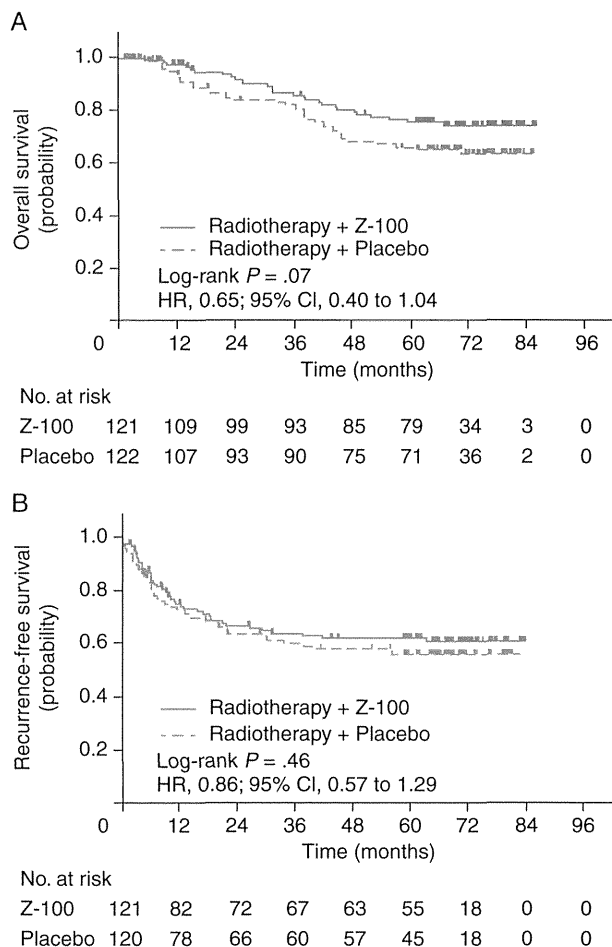 A
Overall survival
(probability)
1.0
0.8
0.6
0.4
0.2
Radiotherapy + Z-100
Radiotherapy + Placebo
Log-rank P = .07
HR, 0.65; 95% CI, 0.40 to 1.04
0 12 24 36 48 60 72 84 96
Time (months)
No. at risk
Z-100 121 109 99 93 85 79 34 3 0
Placebo 122 107 93 90 75 71 36 2 0
B
Recurrence-free survival
(probability)
1.0
0.8
0.6
0.4
0.2
Radiotherapy + Z-100
Radiotherapy + Placebo
Log-rank P = .46
HR, 0.86; 95% CI, 0.57 to 1.29
0 12 24 36 48 60 72 84 96
Time (months)
No. at risk
Z-100 121 82 72 67 63 55 18 0 0
Placebo 120 78 66 60 57 45 18 0 0